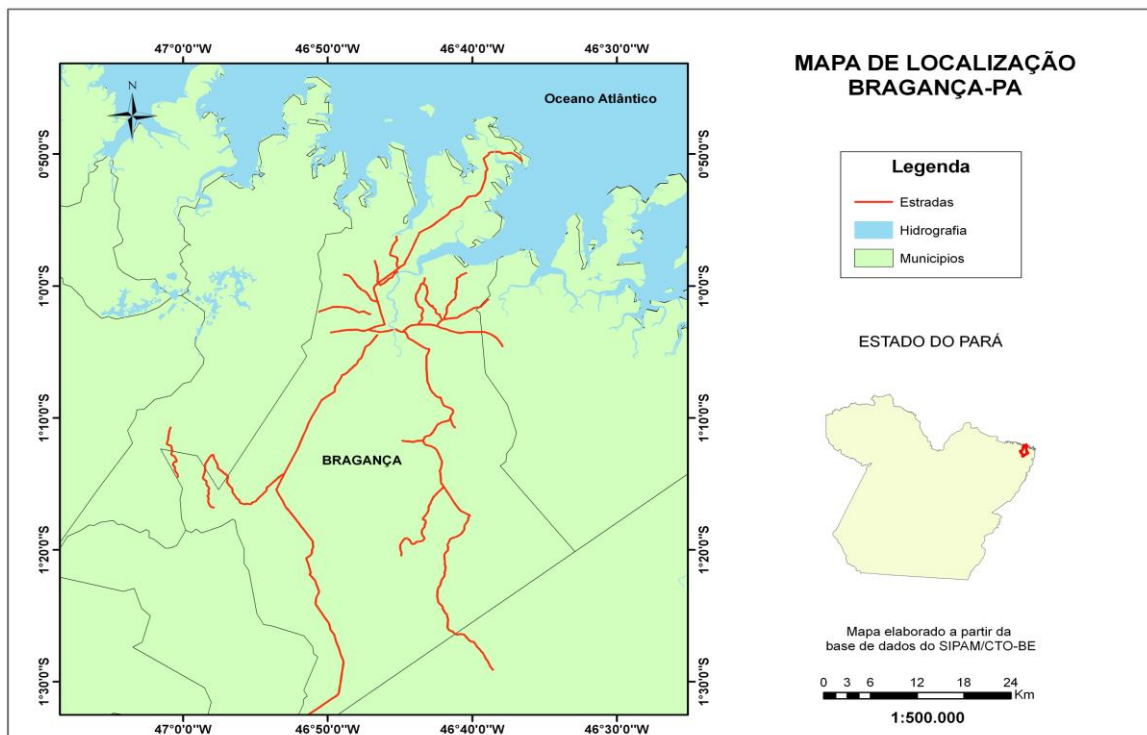 47°0'0"W 46°50'0"W 46°40'0"W 46°30'0"W
N
Oceano Atlântico
0°50'0"S
1°0'0"S
1°10'0"S
1°20'0"S
1°30'0"S
BRAGANÇA
0°50'0"S
1°0'0"S
1°10'0"S
1°20'0"S
1°30'0"S
47°0'0"W 46°50'0"W 46°40'0"W 46°30'0"W
MAPA DE LOCALIZAÇÃO
BRAGANÇA-PA
Legenda
Estradas
Hidrografia
Municipios
ESTADO DO PARÁ
Mapa elaborado a partir da
base de dados do SIPAM/CTO-BE
0 3 6 12 18 24
Km
1:500.000